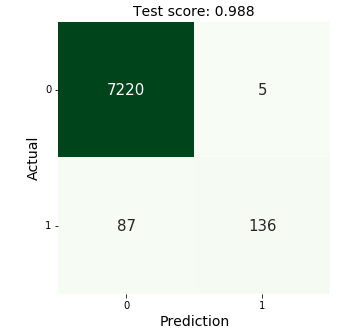 Test score: 0.988
Actual
0
7220
5
1
87
136
0
1
Prediction